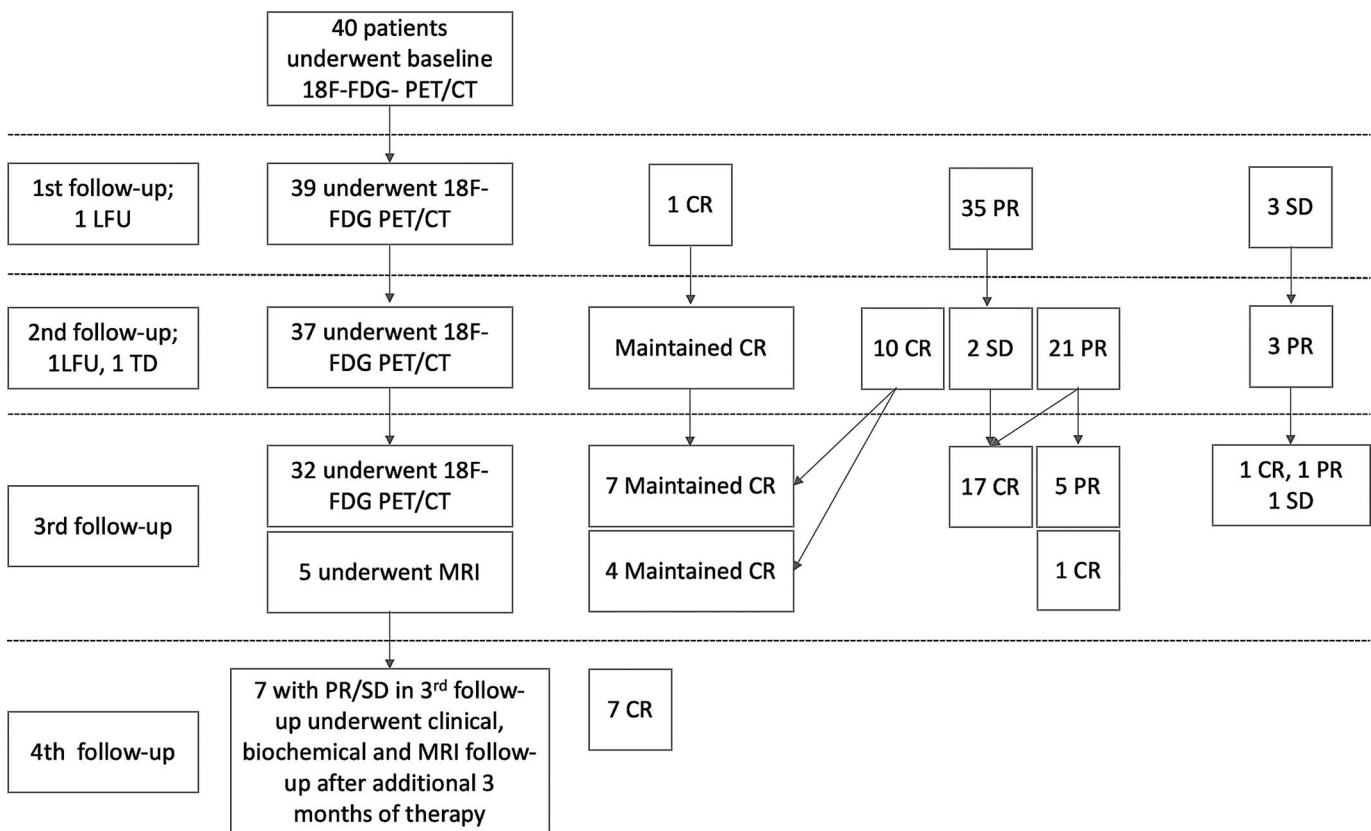 40 patients
underwent baseline
18F-FDG- PET/CT
1st follow-up;
1 LFU
39 underwent 18F-
FDG PET/CT
1 CR
35 PR
3 SD
2nd follow-up;
1LFU, 1 TD
37 underwent 18F-
FDG PET/CT
Maintained CR
10 CR
2 SD
21 PR
3 PR
3rd follow-up
32 underwent 18F-
FDG PET/CT
7 Maintained CR
17 CR
5 PR
1 CR, 1 PR
1 SD
5 underwent MRI
4 Maintained CR
1 CR
4th  follow-up
7 with PR/SD in 3rd follow-
up underwent clinical,
biochemical and MRI follow-
up after additional 3
months of therapy
7 CR